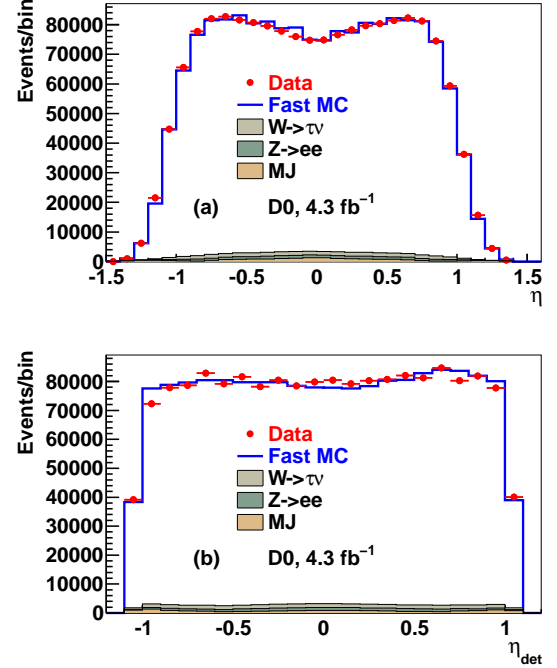 Events/bin
80000
70000
60000
50000
40000
30000
20000
10000
0
Data
Fast MC
W->τν
Z->ee
MJ
(a) D0, 4.3 fb⁻¹
-1.5 -1 -0.5 0 0.5 1 1.5
η
Events/bin
90000
80000
70000
60000
50000
40000
30000
20000
10000
0
Data
Fast MC
W->τν
Z->ee
MJ
(b) D0, 4.3 fb⁻¹
-1 -0.5 0 0.5 1
η_det